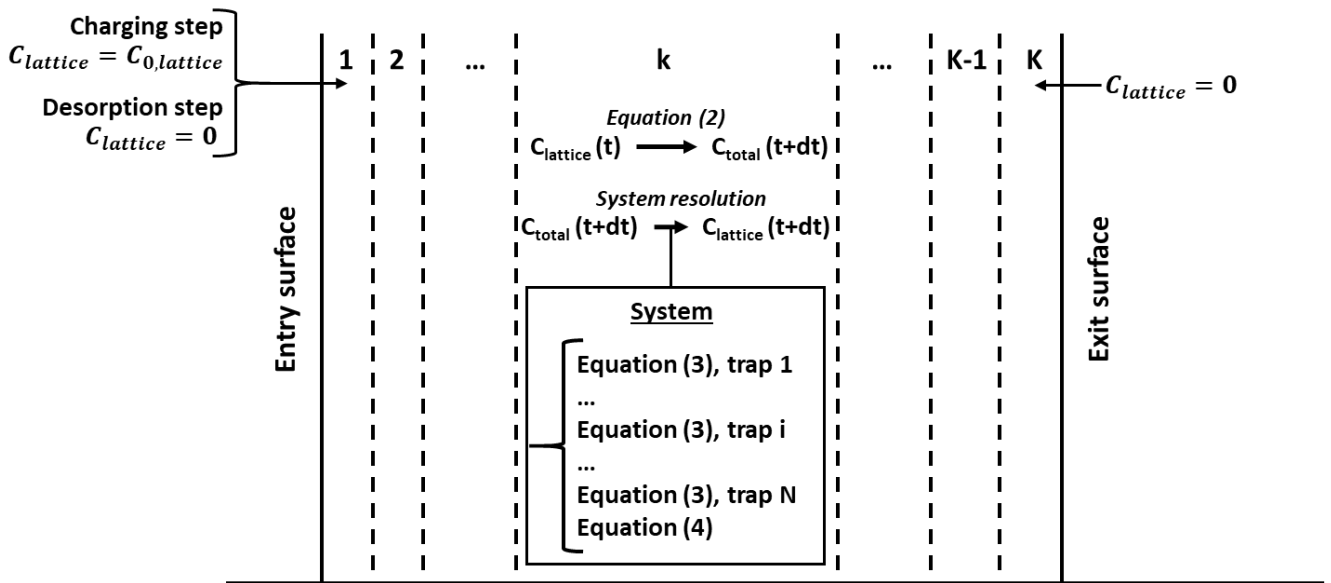 Charging step
C_lattice = C_0,lattice
Desorption step
C_lattice = 0
1
2
...
k
...
K-1
K
C_lattice = 0
Equation (2)
C_lattice (t) → C_total (t+dt)
System resolution
C_total (t+dt) → C_lattice (t+dt)
Entry surface
Exit surface
System
Equation (3), trap 1
...
Equation (3), trap i
...
Equation (3), trap N
Equation (4)